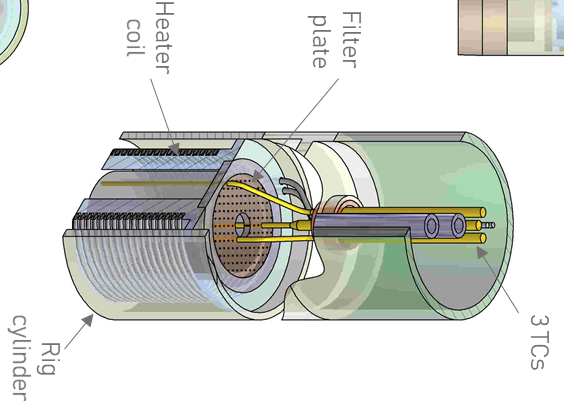 Heater
coil
Filter
plate
3 TCs
Rig
cylinder